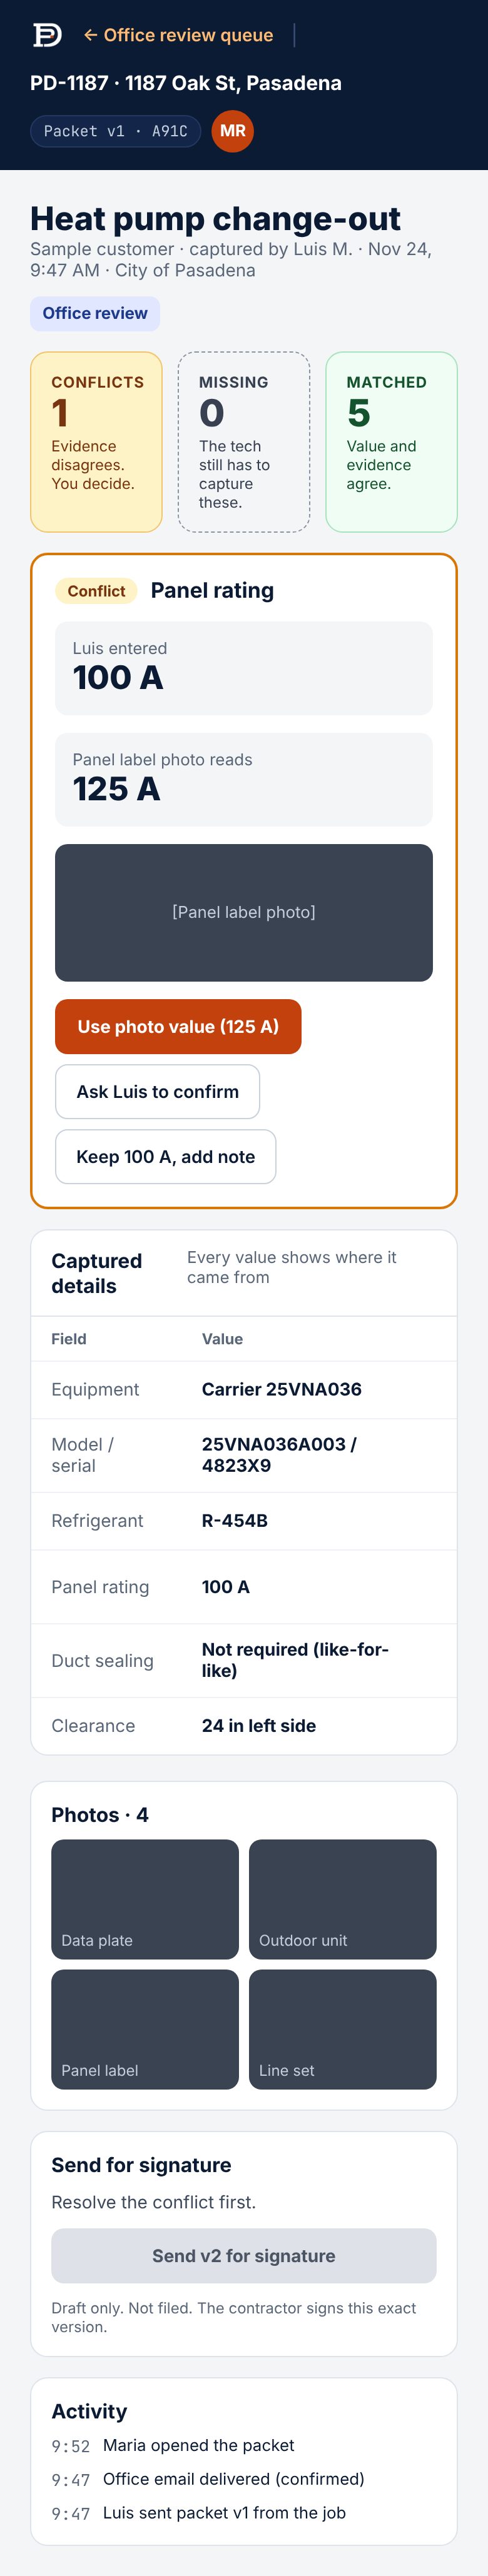 ← Office review queue
PD-1187 · 1187 Oak St, Pasadena
Packet v1 · A91C
MR
Heat pump change-out
Sample customer · captured by Luis M. · Nov 24,
9:47 AM · City of Pasadena
Office review
CONFLICTS
1
Evidence
disagrees.
You decide.
MISSING
0
The tech
still has to
capture
these.
MATCHED
5
Value and
evidence
agree.
Conflict
Panel rating
Luis entered
100 A
Panel label photo reads
125 A
[Panel label photo]
Use photo value (125 A)
Ask Luis to confirm
Keep 100 A, add note
Captured
details
Every value shows where it
came from
Field
Value
Equipment
Carrier 25VNA036
Model /
serial
25VNA036A003 /
4823X9
Refrigerant
R-454B
Panel rating
100 A
Duct sealing
Not required (like-for-
like)
Clearance
24 in left side
Photos · 4
Data plate
Outdoor unit
Panel label
Line set
Send for signature
Resolve the conflict first.
Send v2 for signature
Draft only. Not filed. The contractor signs this exact
version.
Activity
9:52 Maria opened the packet
9:47 Office email delivered (confirmed)
9:47 Luis sent packet v1 from the job